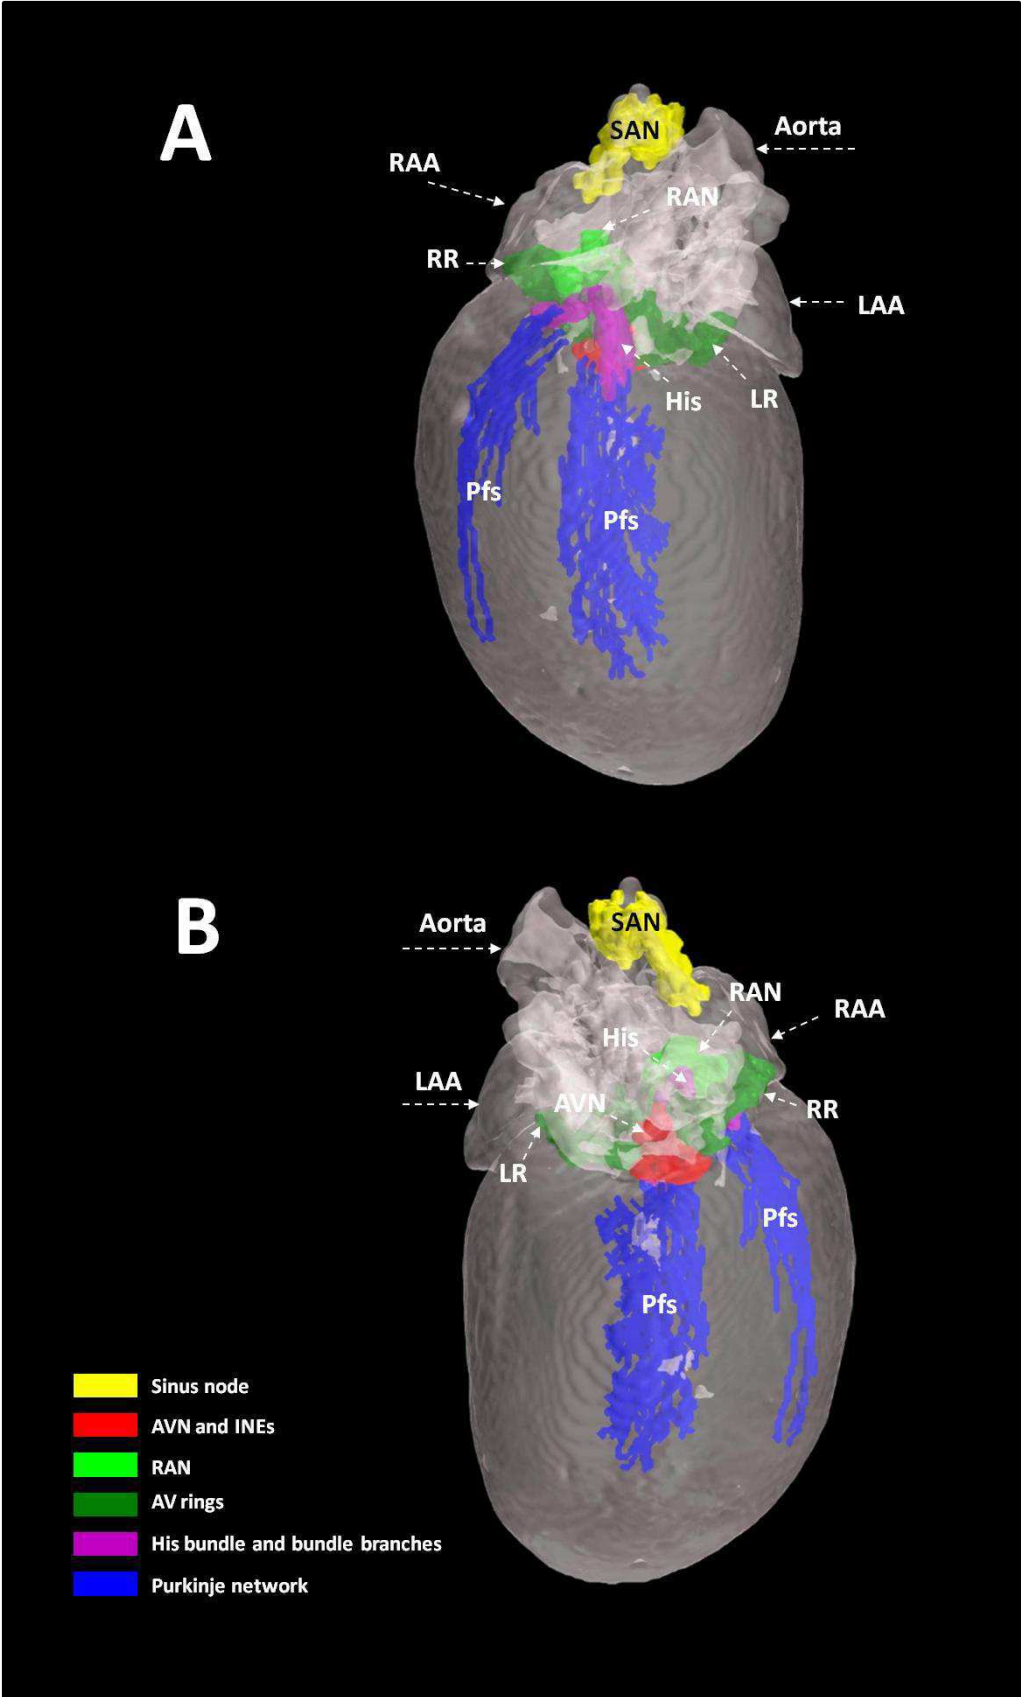 A
SAN
Aorta
RAA
RAN
RR
LAA
His
LR
Pfs
Pfs
B
Aorta
SAN
RAN
RAA
His
LAA
AVN
RR
LR
Pfs
Pfs
Sinus node
AVN and INEs
RAN
AV rings
His bundle and bundle branches
Purkinje network